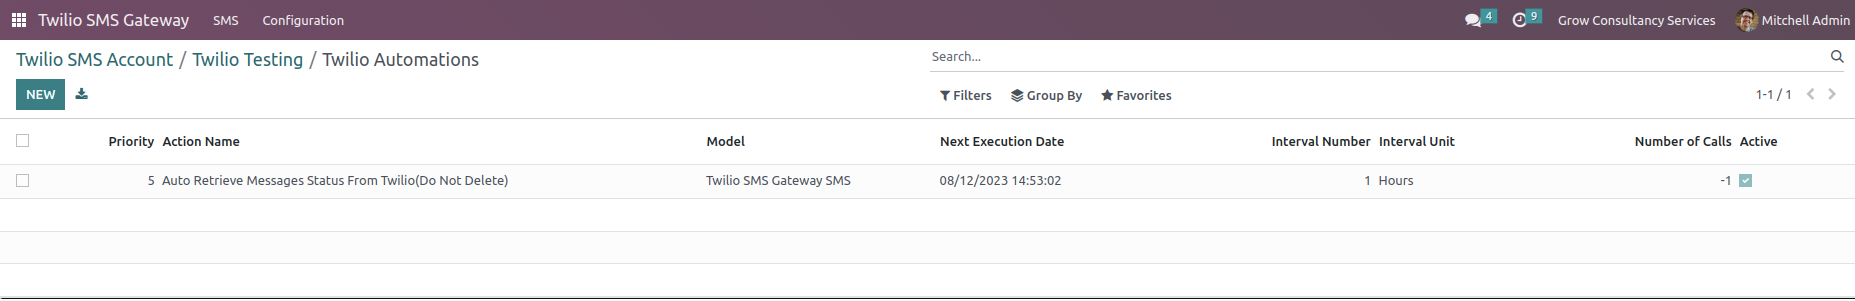 Twilio SMS Gateway SMS Configuration 4 9 Grow Consultancy Services Mitchell Admin
Twilio SMS Account / Twilio Testing / Twilio Automations Search...
NEW Filters Group By Favorites 1-1 / 1
Priority Action Name Model Next Execution Date Interval Number Interval Unit Number of Calls Active
5 Auto Retrieve Messages Status From Twilio(Do Not Delete) Twilio SMS Gateway SMS 08/12/2023 14:53:02 1 Hours -1